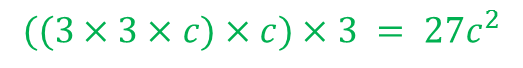 ((3 × 3 × c) × c) × 3 = 27c²